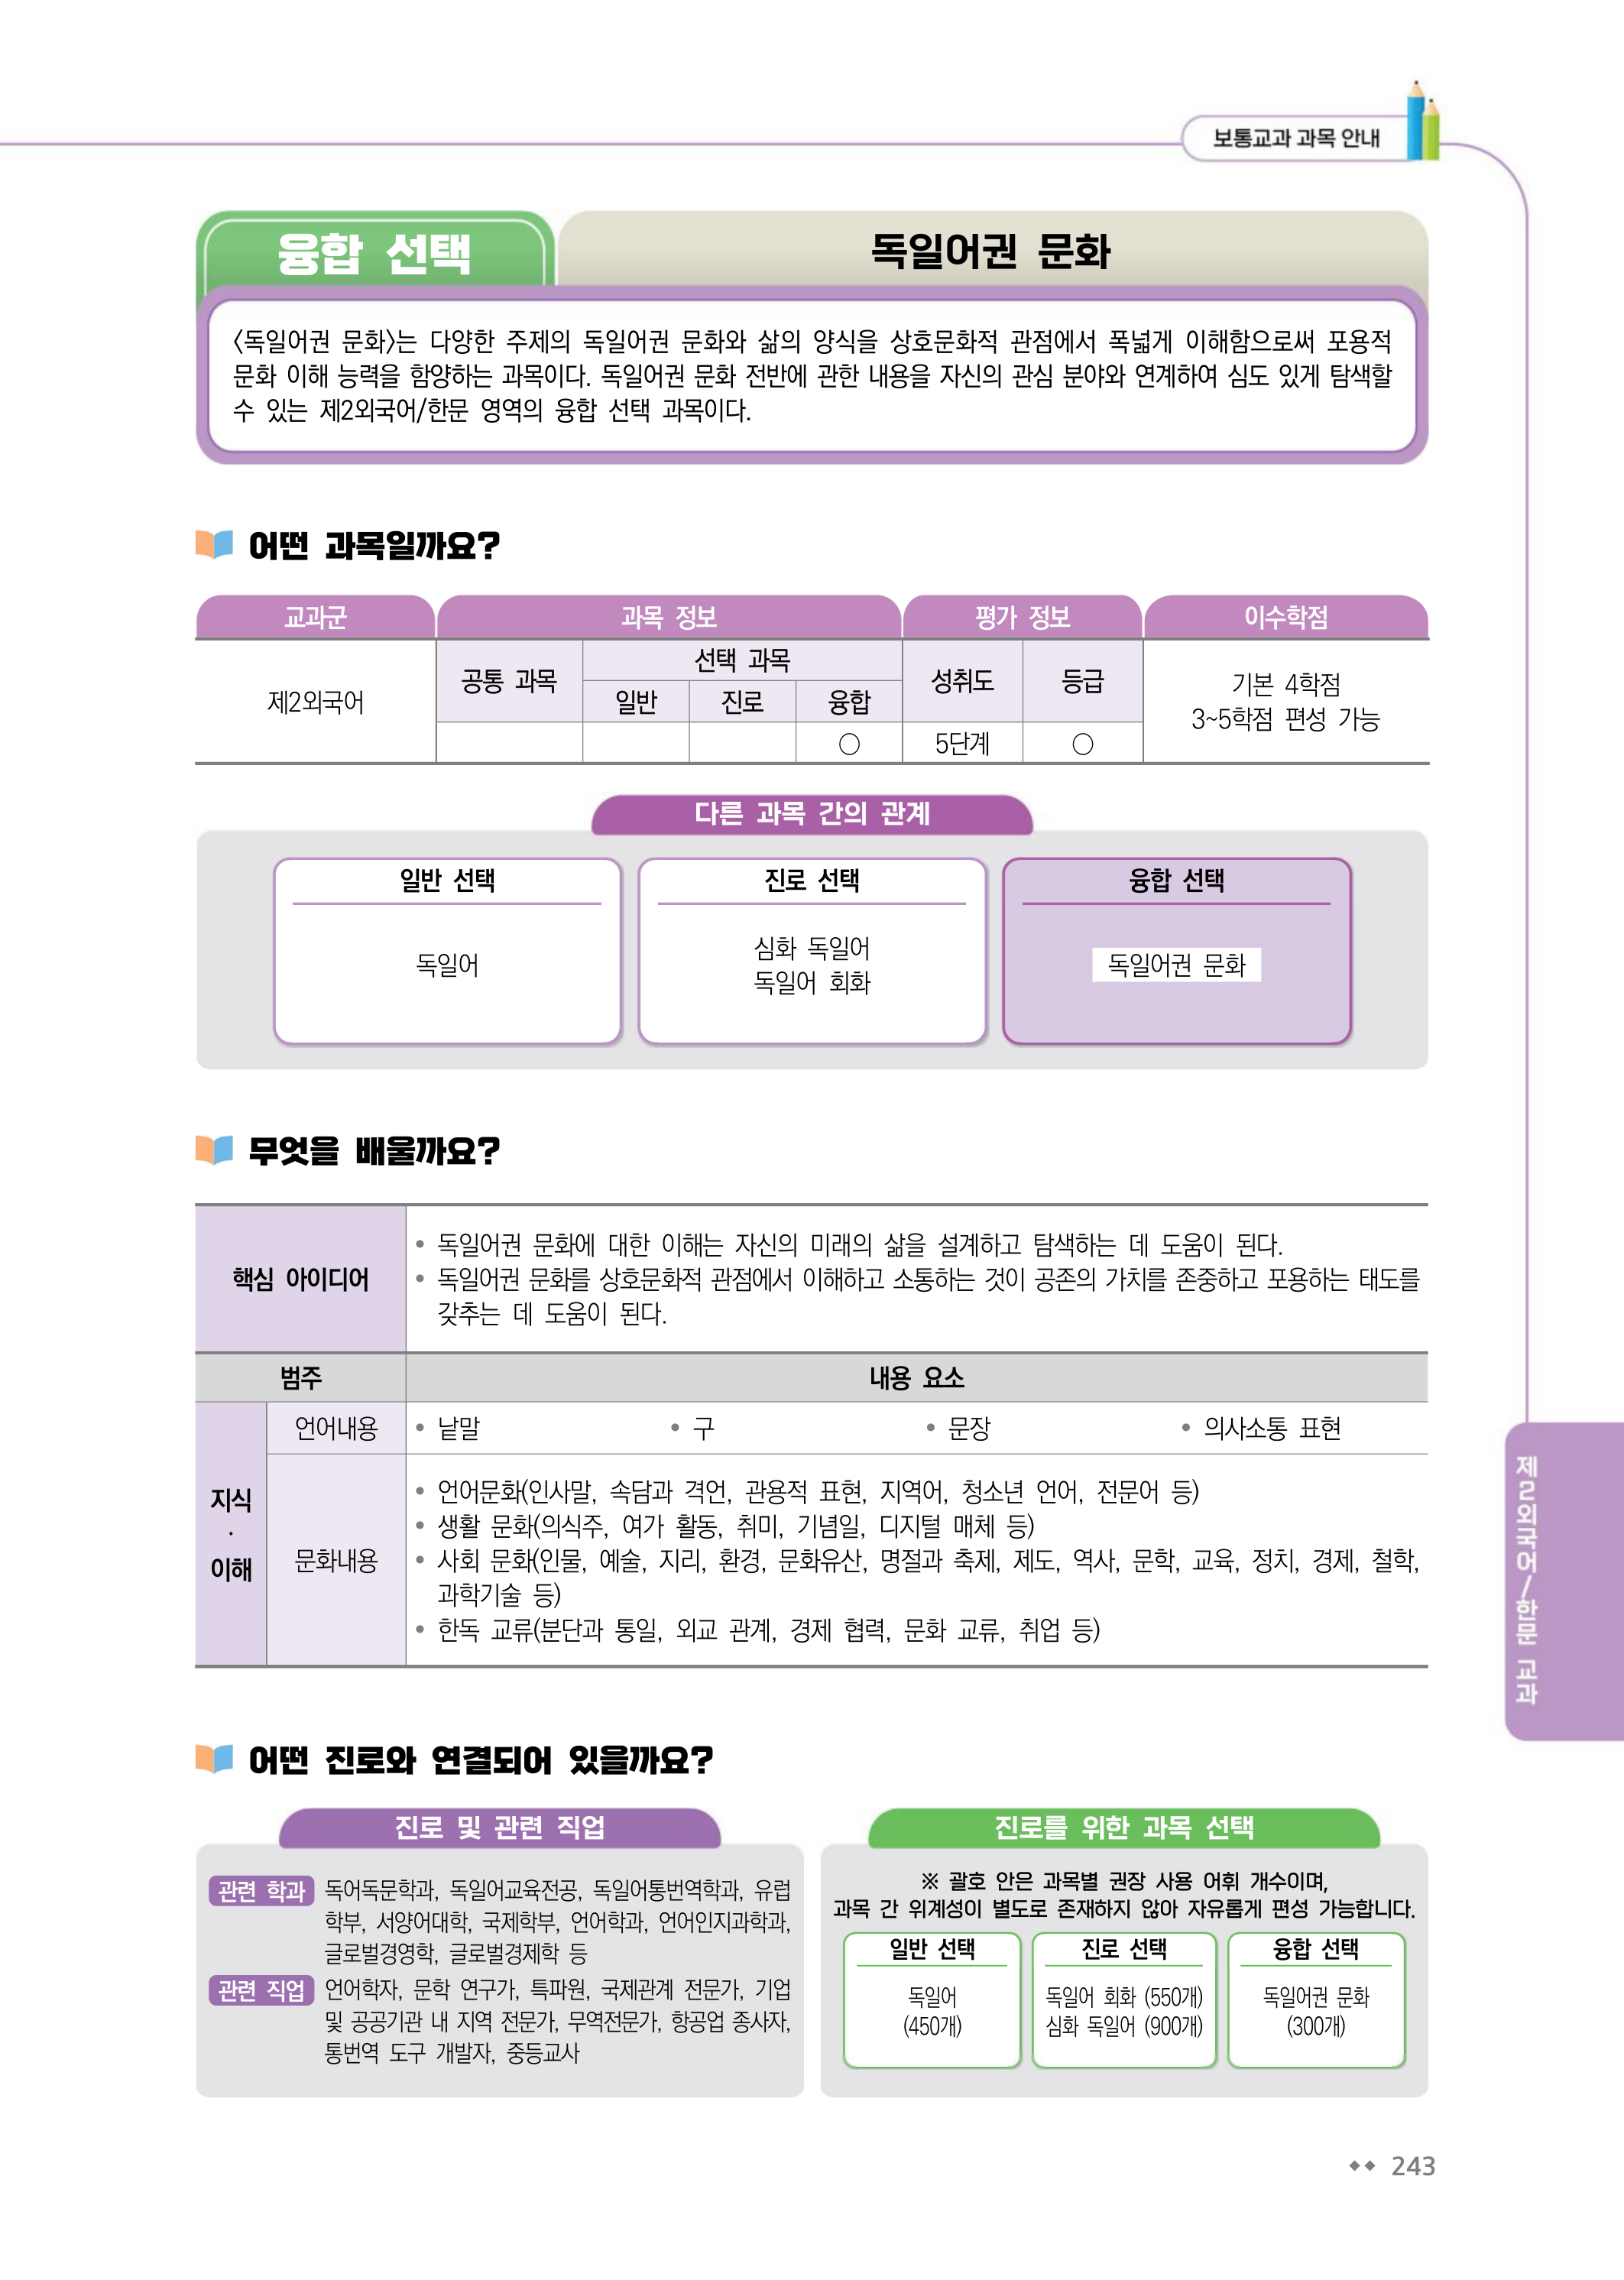 보통교과 과목 안내
융합 선택
독일어권 문화
〈독일어권 문화〉는 다양한 주제의 독일어권 문화와 삶의 양식을 상호문화적 관점에서 폭넓게 이해함으로써 포용적
문화 이해 능력을 함양하는 과목이다. 독일어권 문화 전반에 관한 내용을 자신의 관심 분야와 연계하여 심도 있게 탐색할
수 있는 제2외국어/한문 영역의 융합 선택 과목이다.
어떤 과목일까요?
교과군 과목 정보 평가 정보 이수학점
제2외국어
공통 과목
선택 과목
일반 진로 융합
성취도 등급
○ 5단계 ○
기본 4학점
3~5학점 편성 가능
다른 과목 간의 관계
일반 선택
독일어
진로 선택
심화 독일어
독일어 회화
융합 선택
독일어권 문화
무엇을 배울까요?
핵심 아이디어
• 독일어권 문화에 대한 이해는 자신의 미래의 삶을 설계하고 탐색하는 데 도움이 된다.
• 독일어권 문화를 상호문화적 관점에서 이해하고 소통하는 것이 공존의 가치를 존중하고 포용하는 태도를
갖추는 데 도움이 된다.
범주 내용 요소
지식
·
이해
언어내용 • 낱말 • 구 • 문장 • 의사소통 표현
문화내용
• 언어문화(인사말, 속담과 격언, 관용적 표현, 지역어, 청소년 언어, 전문어 등)
• 생활 문화(의식주, 여가 활동, 취미, 기념일, 디지털 매체 등)
• 사회 문화(인물, 예술, 지리, 환경, 문화유산, 명절과 축제, 제도, 역사, 문학, 교육, 정치, 경제, 철학,
과학기술 등)
• 한독 교류(분단과 통일, 외교 관계, 경제 협력, 문화 교류, 취업 등)
제2외국어/한문 교과
어떤 진로와 연결되어 있을까요?
진로 및 관련 직업
관련 학과 독어독문학과, 독일어교육전공, 독일어통번역학과, 유럽
학부, 서양어대학, 국제학부, 언어학과, 언어인지과학과,
글로벌경영학, 글로벌경제학 등
관련 직업 언어학자, 문학 연구가, 특파원, 국제관계 전문가, 기업
및 공공기관 내 지역 전문가, 무역전문가, 항공업 종사자,
통번역 도구 개발자, 중등교사
진로를 위한 과목 선택
※ 괄호 안은 과목별 권장 사용 어휘 개수이며,
과목 간 위계성이 별도로 존재하지 않아 자유롭게 편성 가능합니다.
일반 선택
독일어
(450개)
진로 선택
독일어 회화 (550개)
심화 독일어 (900개)
융합 선택
독일어권 문화
(300개)
◆◆ 243